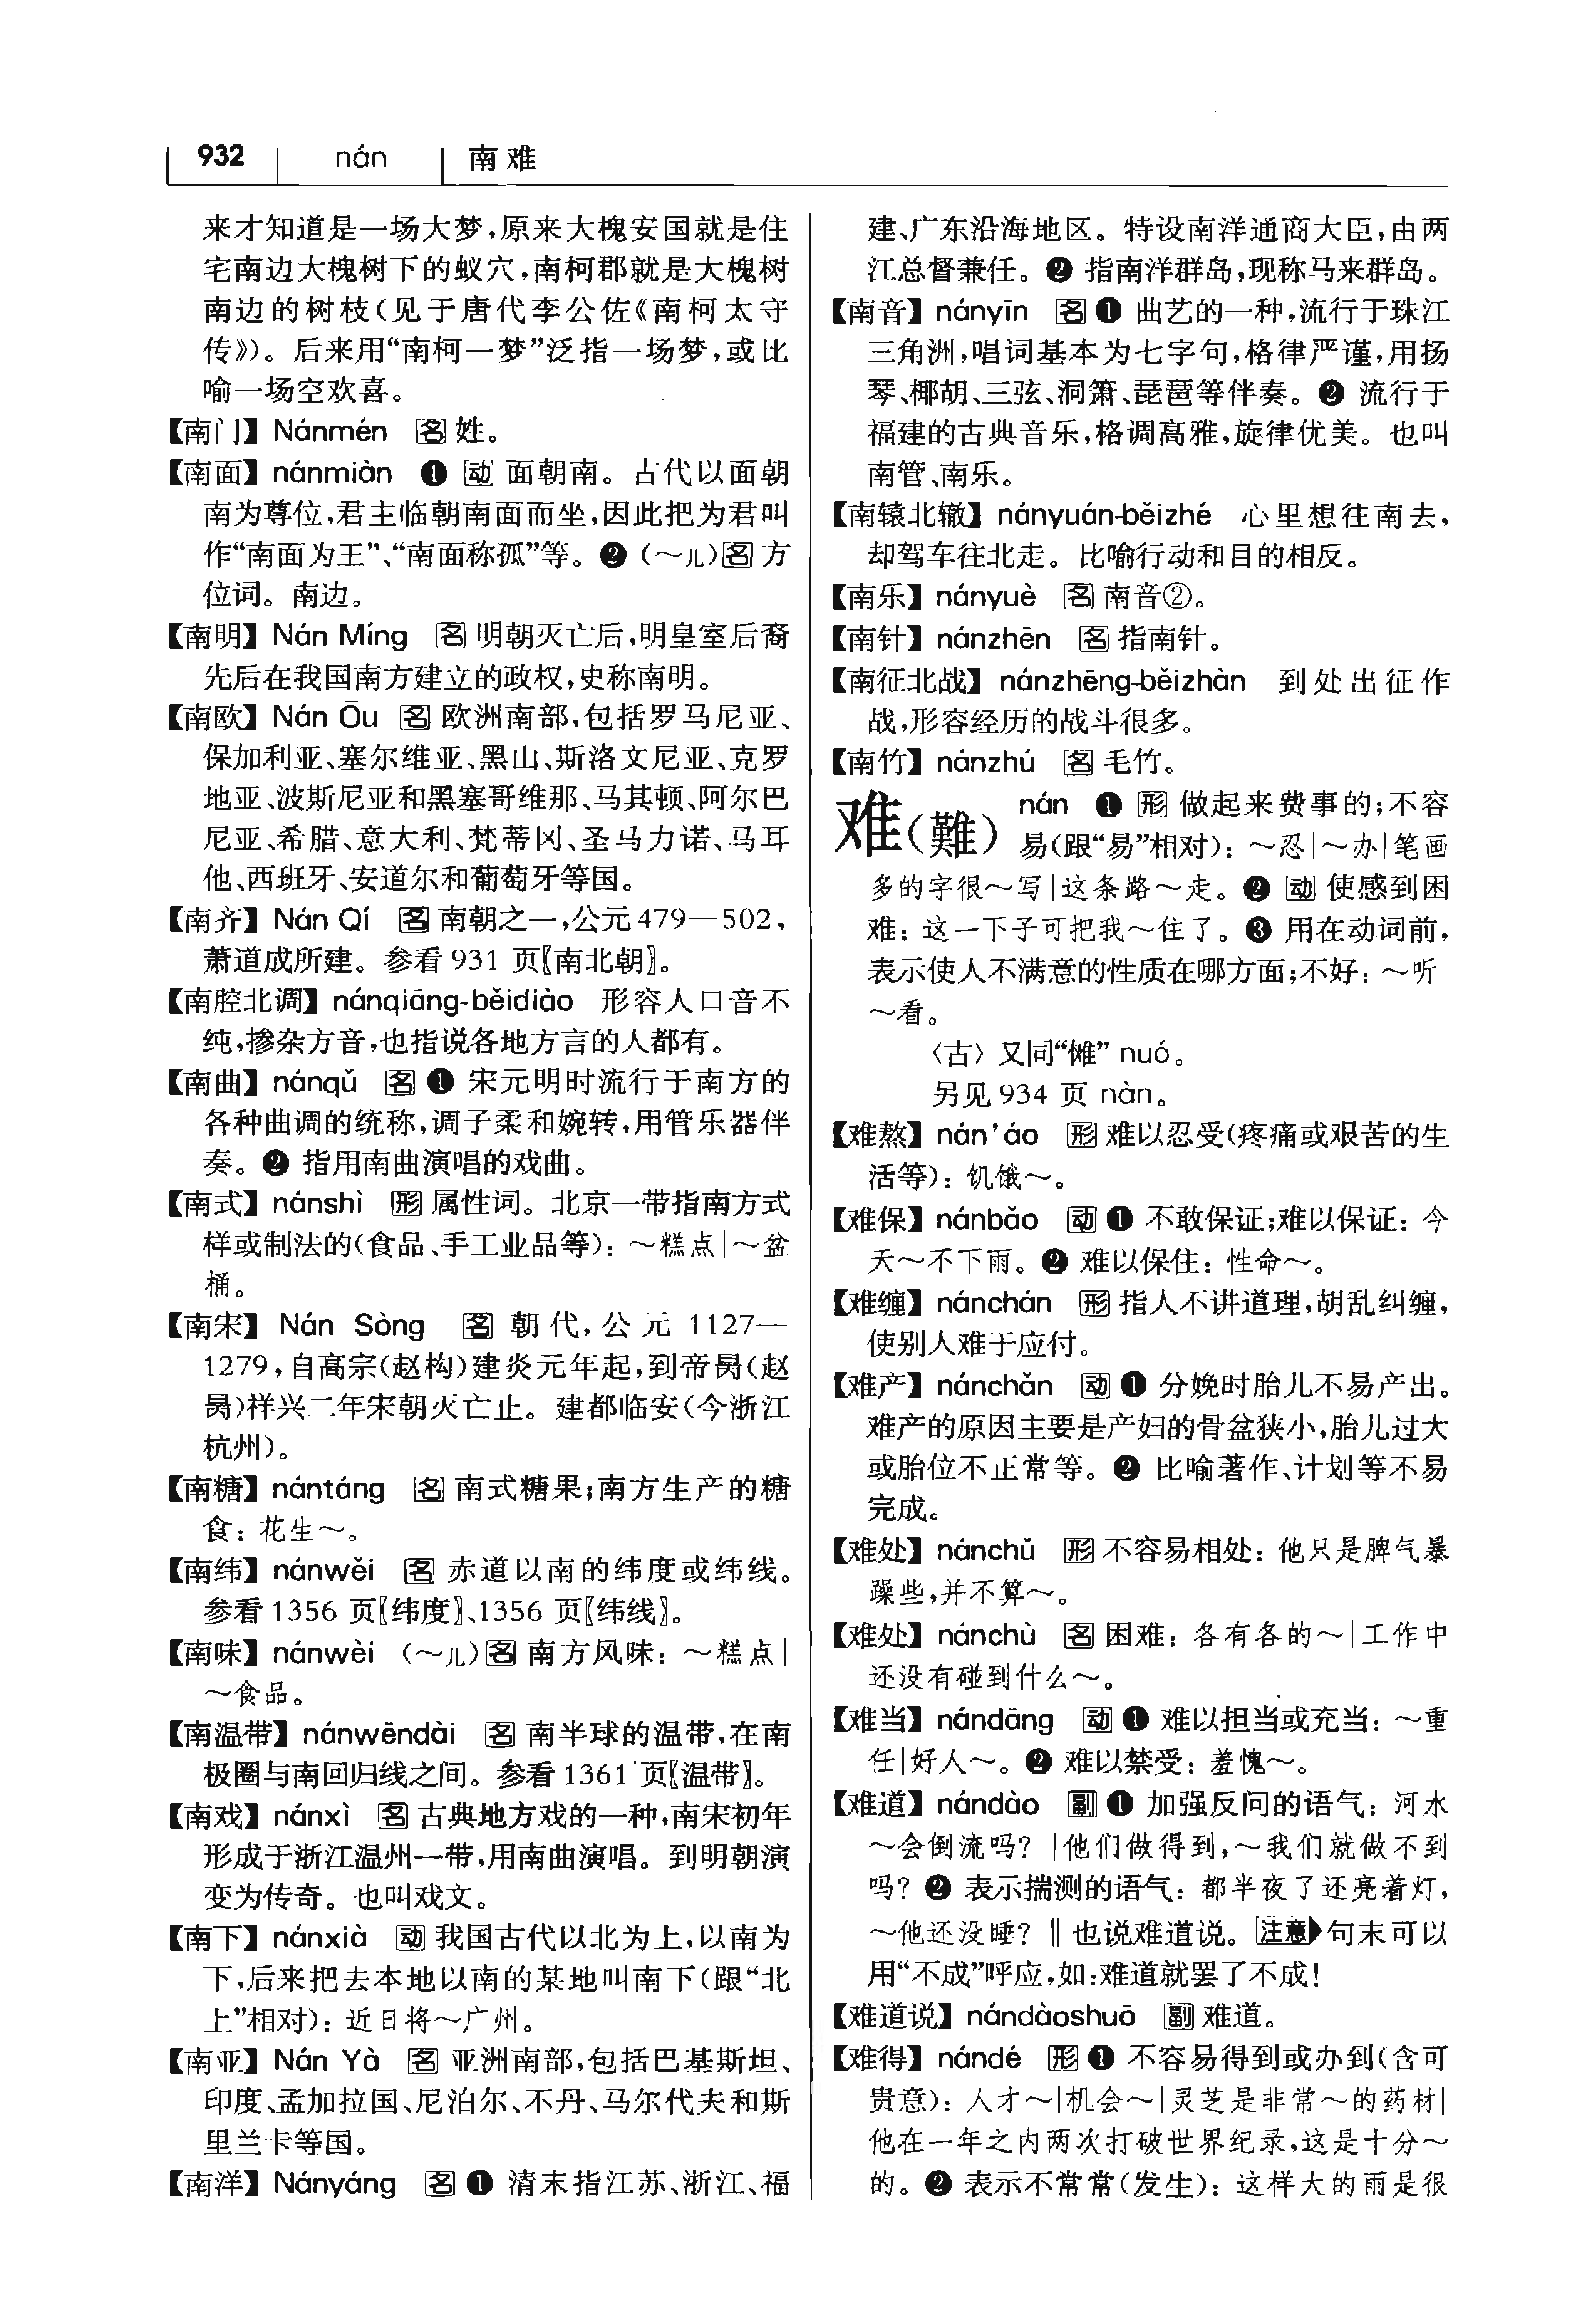 932 nán 南难
来才知道是一场大梦,原来大槐安国就是住
宅南边大槐树下的蚁穴,南柯郡就是大槐树
南边的树枝(见于唐代李公佐《南柯太守
传》)。后来用“南柯一梦”泛指一场梦,或比
喻一场空欢喜。
【南门】Nánmén 名 姓。
【南面】nánmiàn ❶ 动 面朝南。古代以面朝
南为尊位,君主临朝南面而坐,因此把为君叫
作“南面为王”、“南面称孤”等。❷(～儿)名 方
位词。南边。
【南明】Nán Míng 名 明朝灭亡后,明皇室后裔
先后在我国南方建立的政权,史称南明。
【南欧】Nán Ōu 名 欧洲南部,包括罗马尼亚、
保加利亚、塞尔维亚、黑山、斯洛文尼亚、克罗
地亚、波斯尼亚和黑塞哥维那、马其顿、阿尔巴
尼亚、希腊、意大利、梵蒂冈、圣马力诺、马耳
他、西班牙、安道尔和葡萄牙等国。
【南齐】Nán Qí 名 南朝之一,公元479—502,
萧道成所建。参看931 页〖南北朝〗。
【南腔北调】nánqiāng-běidiào 形容人口音不
纯,掺杂方音,也指说各地方言的人都有。
【南曲】nánqǔ 名 ❶ 宋元明时流行于南方的
各种曲调的统称,调子柔和婉转,用管乐器伴
奏。❷ 指用南曲演唱的戏曲。
【南式】nánshì 形 属性词。北京一带指南方式
样或制法的(食品、手工业品等):～糕点|～盆
桶。
【南宋】Nán Sòng 名 朝代,公元 1127—
1279,自高宗(赵构)建炎元年起,到帝昺(赵
昺)祥兴二年宋朝灭亡止。建都临安(今浙江
杭州)。
【南糖】nántáng 名 南式糖果;南方生产的糖
食:花生～。
【南纬】nánwěi 名 赤道以南的纬度或纬线。
参看1356 页〖纬度〗、1356 页〖纬线〗。
【南味】nánwèi (～儿)名 南方风味:～糕点|
～食品。
【南温带】nánwēndài 名 南半球的温带,在南
极圈与南回归线之间。参看1361 页〖温带〗。
【南戏】nánxì 名 古典地方戏的一种,南宋初年
形成于浙江温州一带,用南曲演唱。到明朝演
变为传奇。也叫戏文。
【南下】nánxià 动 我国古代以北为上,以南为
下,后来把去本地以南的某地叫南下(跟“北
上”相对):近日将～广州。
【南亚】Nán Yà 名 亚洲南部,包括巴基斯坦、
印度、孟加拉国、尼泊尔、不丹、马尔代夫和斯
里兰卡等国。
【南洋】Nányáng 名 ❶ 清末指江苏、浙江、福
建、广东沿海地区。特设南洋通商大臣,由两
江总督兼任。❷ 指南洋群岛,现称马来群岛。
【南音】nányīn 名 ❶ 曲艺的一种,流行于珠江
三角洲,唱词基本为七字句,格律严谨,用扬
琴、椰胡、三弦、洞箫、琵琶等伴奏。❷ 流行于
福建的古典音乐,格调高雅,旋律优美。也叫
南管、南乐。
【南辕北辙】nányuán-běizhé 心里想往南去,
却驾车往北走。比喻行动和目的相反。
【南乐】nányuè 名 南音②。
【南针】nánzhēn 名 指南针。
【南征北战】nánzhēng-běizhàn 到处出征作
战,形容经历的战斗很多。
【南竹】nánzhú 名 毛竹。
难(難) nán ❶ 形 做起来费事的;不容
易(跟“易”相对):～忍|～办|笔画
多的字很～写|这条路～走。❷ 动 使感到困
难:这一下子可把我～住了。❸ 用在动词前,
表示使人不满意的性质在哪方面;不好:～听|
～看。
〈古〉又同“傩” nuó。
另见934 页 nàn。
【难熬】nán’áo 形 难以忍受(疼痛或艰苦的生
活等):饥饿～。
【难保】nánbǎo 动 ❶ 不敢保证;难以保证:今
天～不下雨。❷ 难以保住:性命～。
【难缠】nánchán 形 指人不讲道理,胡乱纠缠,
使别人难于应付。
【难产】nánchǎn 动 ❶ 分娩时胎儿不易产出。
难产的原因主要是产妇的骨盆狭小,胎儿过大
或胎位不正常等。❷ 比喻著作、计划等不易
完成。
【难处】nánchǔ 形 不容易相处:他只是脾气暴
躁些,并不算～。
【难处】nánchù 名 困难:各有各的～|工作中
还没有碰到什么～。
【难当】nándāng 动 ❶ 难以担当或充当:～重
任|好人～。❷ 难以禁受:羞愧～。
【难道】nándào 副 ❶ 加强反问的语气:河水
～会倒流吗?|他们做得到,～我们就做不到
吗?❷ 表示揣测的语气:都半夜了还亮着灯,
～他还没睡?‖也说难道说。注意▶句末可以
用“不成”呼应,如:难道就罢了不成!
【难道说】nándàoshuō 副 难道。
【难得】nándé 形 ❶ 不容易得到或办到(含可
贵意):人才～|机会～|灵芝是非常～的药材|
他在一年之内两次打破世界纪录,这是十分～
的。❷ 表示不常常(发生):这样大的雨是很